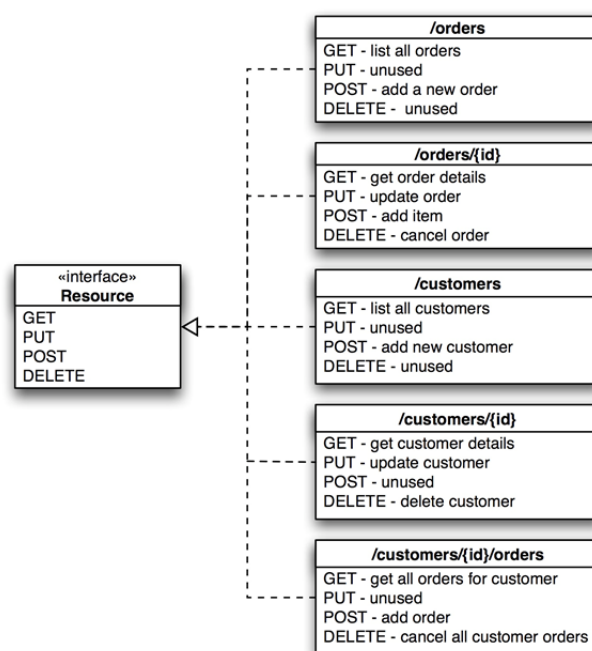 /orders
GET - list all orders
PUT - unused
POST - add a new order
DELETE -  unused
/orders/{id}
GET - get order details
PUT - update order
POST - add item
DELETE - cancel order
«interface»
Resource
GET
PUT
POST
DELETE
/customers
GET - list all customers
PUT - unused
POST - add new customer
DELETE - unused
/customers/{id}
GET - get customer details
PUT - update customer
POST - unused
DELETE - delete customer
/customers/{id}/orders
GET - get all orders for customer
PUT - unused
POST - add order
DELETE - cancel all customer orders